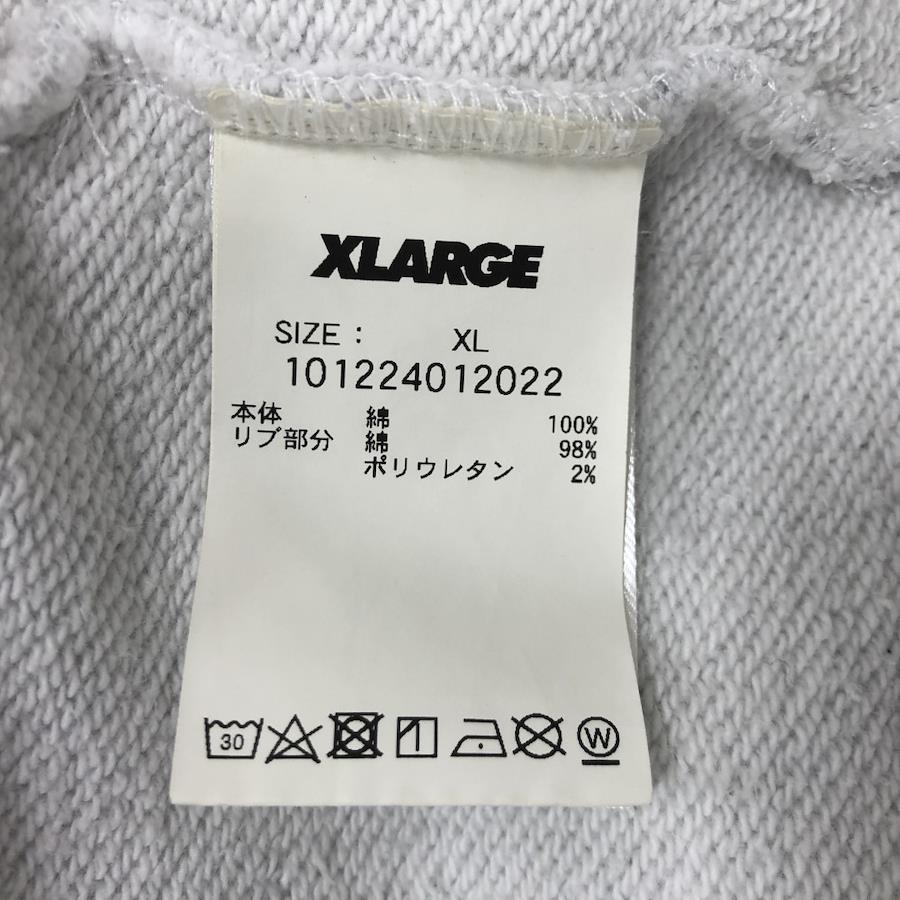 XLARGE
SIZE : XL
101224012022
本体 綿 100%
リブ部分 綿 98%
ポリウレタン 2%
30 W